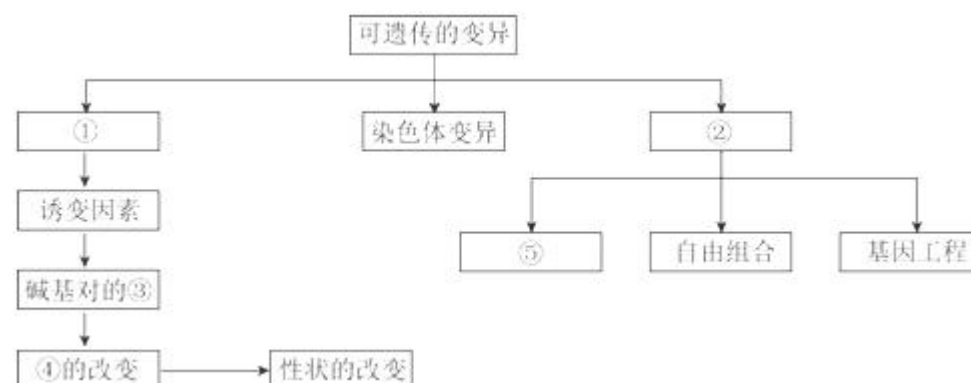 可遗传的变异
①
染色体变异
②
诱变因素
⑤
自由组合
基因工程
碱基对的③
④的改变
性状的改变